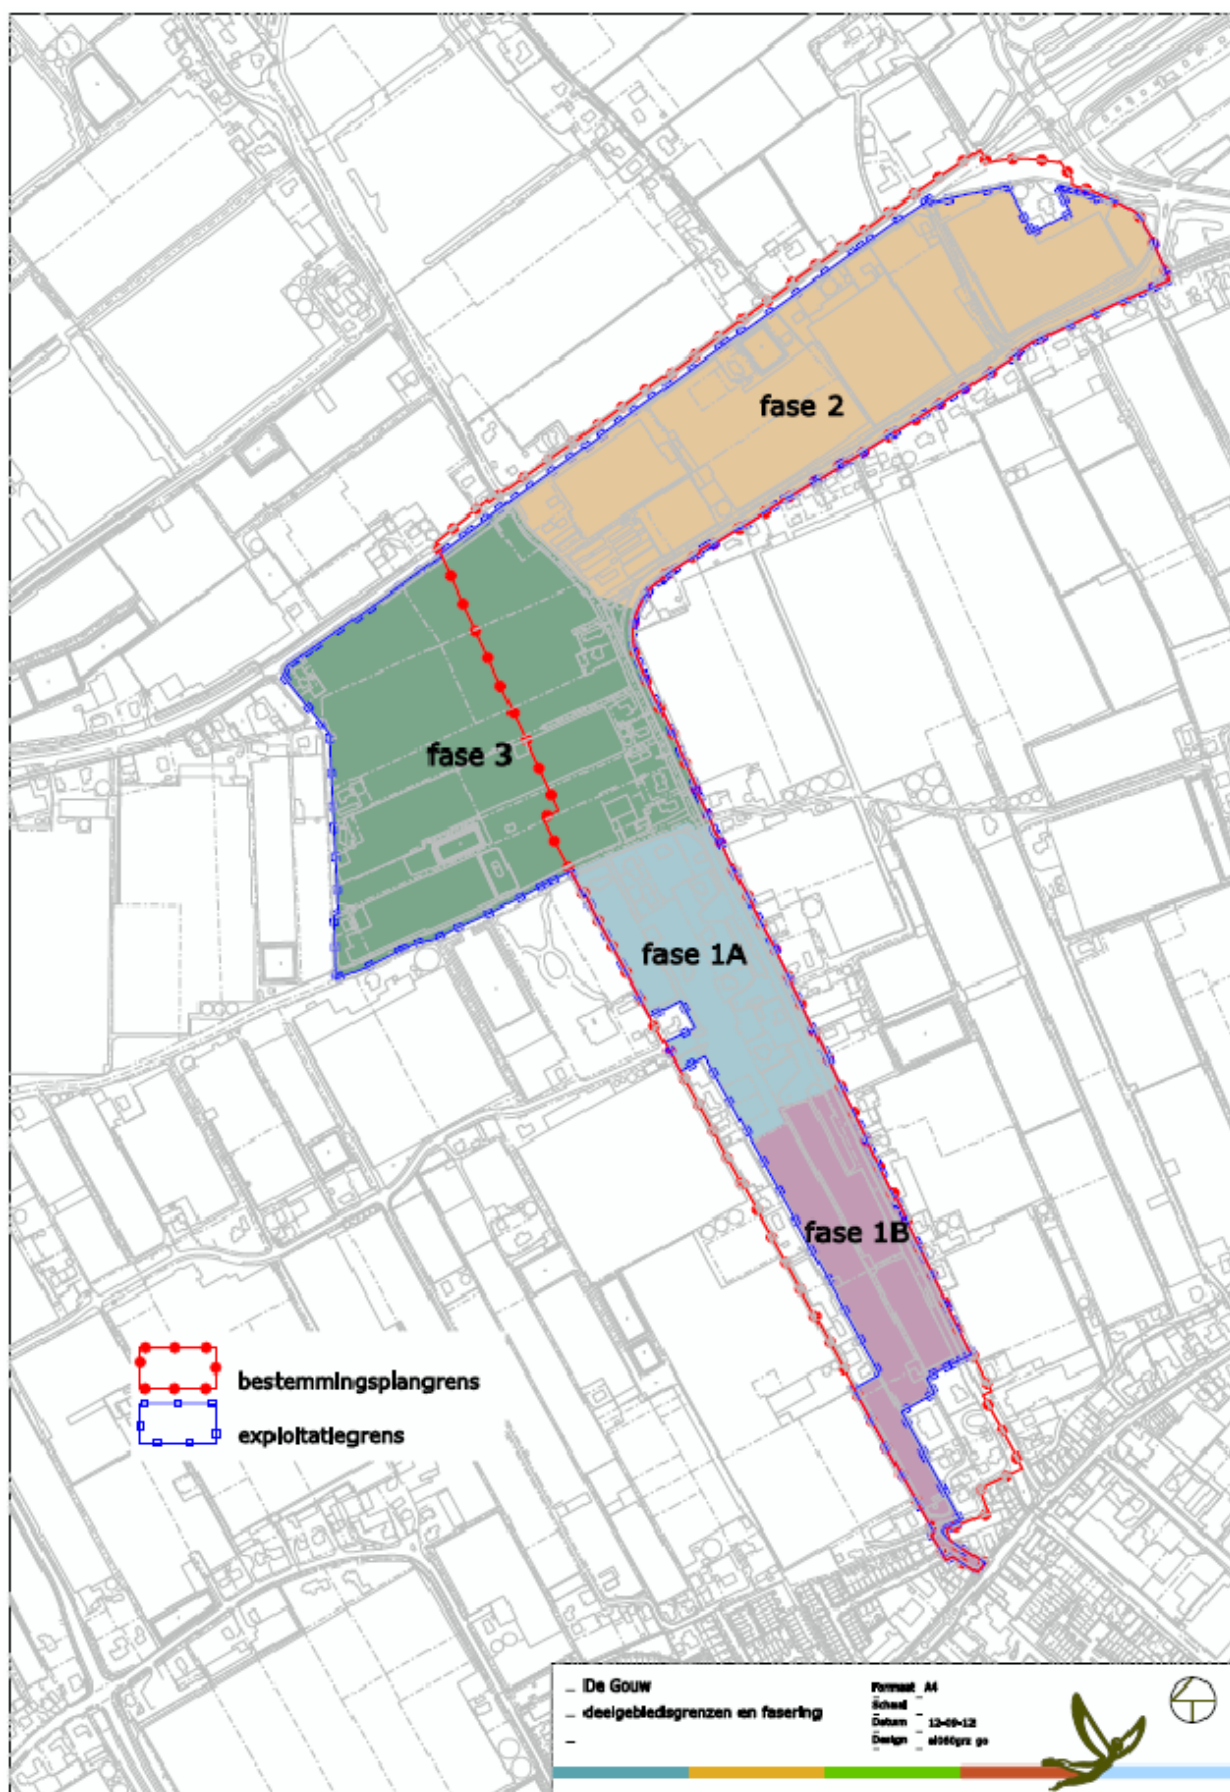 fase 2
fase 3
fase 1A
fase 1B
bestemmingsplangrens
exploitatiegrens
De Gouw
deelgebiedsgrenzen en fasering
Formaat A4
Schaal
Datum 12-09-12
Design